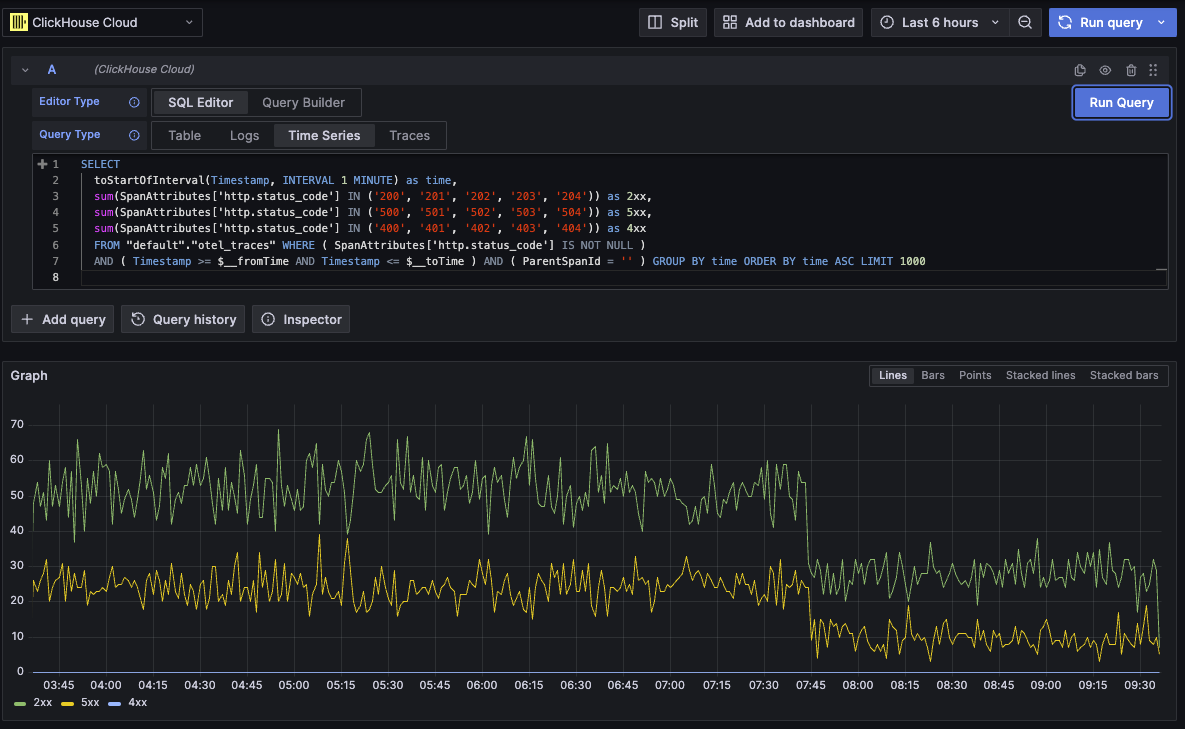 ClickHouse Cloud
Split
Add to dashboard
Last 6 hours
Run query
A (ClickHouse Cloud)
Editor Type SQL Editor Query Builder
Run Query
Query Type Table Logs Time Series Traces
1 SELECT
2 toStartOfInterval(Timestamp, INTERVAL 1 MINUTE) as time,
3 sum(SpanAttributes['http.status_code'] IN ('200', '201', '202', '203', '204')) as 2xx,
4 sum(SpanAttributes['http.status_code'] IN ('500', '501', '502', '503', '504')) as 5xx,
5 sum(SpanAttributes['http.status_code'] IN ('400', '401', '402', '403', '404')) as 4xx
6 FROM "default"."otel_traces" WHERE ( SpanAttributes['http.status_code'] IS NOT NULL )
7 AND ( Timestamp >= $__fromTime AND Timestamp <= $__toTime ) AND ( ParentSpanId = '' ) GROUP BY time ORDER BY time ASC LIMIT 1000
8
+ Add query
Query history
Inspector
Graph
Lines Bars Points Stacked lines Stacked bars
70
60
50
40
30
20
10
0
03:45 04:00 04:15 04:30 04:45 05:00 05:15 05:30 05:45 06:00 06:15 06:30 06:45 07:00 07:15 07:30 07:45 08:00 08:15 08:30 08:45 09:00 09:15 09:30
2xx 5xx 4xx